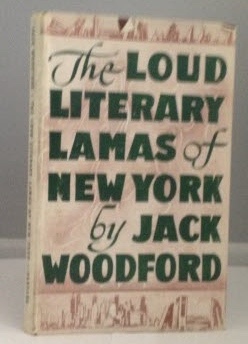 The LOUD
LITERARY
LAMAS of
NEW YORK
by JACK
WOODFORD